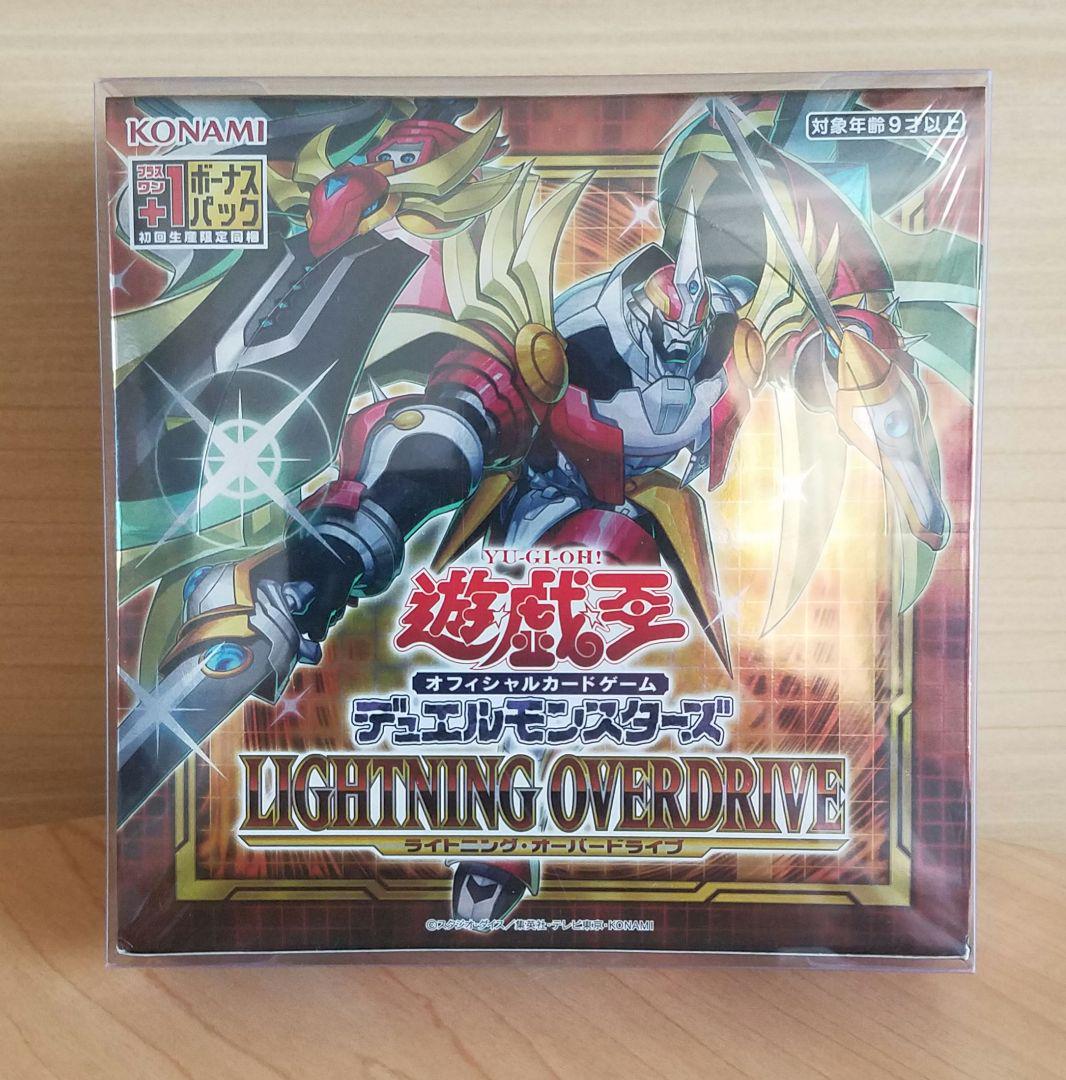 KONAMI
対象年齢9才以上
プラス
ワン
+1
ボーナス
パック
初回生産限定同梱
YU-GI-OH!
遊☆戯☆王
オフィシャルカードゲーム
デュエルモンスターズ
LIGHTNING OVERDRIVE
ライトニング・オーバードライブ
©スタジオ・ダイス/集英社・テレビ東京・KONAMI